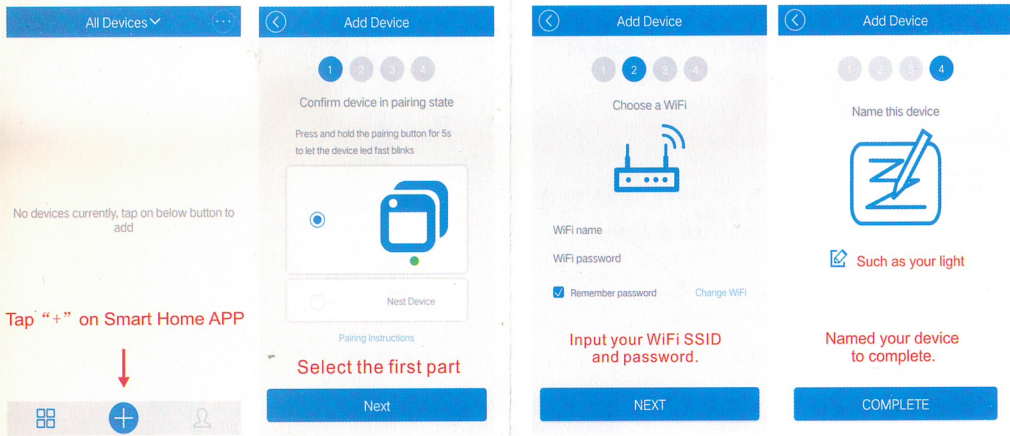 All Devices
No devices currently, tap on below button to
add
Tap “+” on Smart Home APP
Add Device
1 2 3 4
Confirm device in pairing state
Press and hold the pairing button for 5s
to let the device led fast blinks
Nest Device
Pairing Instructions
Select the first part
Next
Add Device
1 2 3 4
Choose a WiFi
WiFi name
WiFi password
Remember password
Change WiFi
Input your WiFi SSID
and password.
NEXT
Add Device
1 2 3 4
Name this device
Such as your light
Named your device
to complete.
COMPLETE